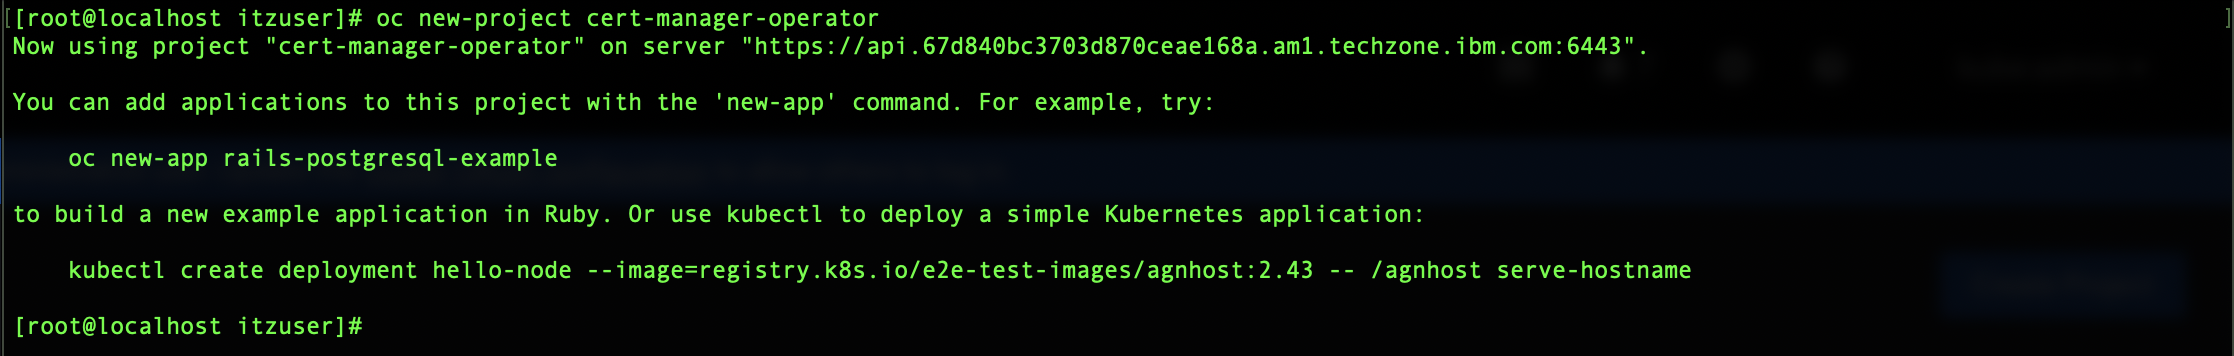 [root@localhost itzuser]# oc new-project cert-manager-operator
Now using project "cert-manager-operator" on server "https://api.67d840bc3703d870ceae168a.am1.techzone.ibm.com:6443".
You can add applications to this project with the 'new-app' command. For example, try:
oc new-app rails-postgresql-example
to build a new example application in Ruby. Or use kubectl to deploy a simple Kubernetes application:
kubectl create deployment hello-node --image=registry.k8s.io/e2e-test-images/agnhost:2.43 -- /agnhost serve-hostname
[root@localhost itzuser]#